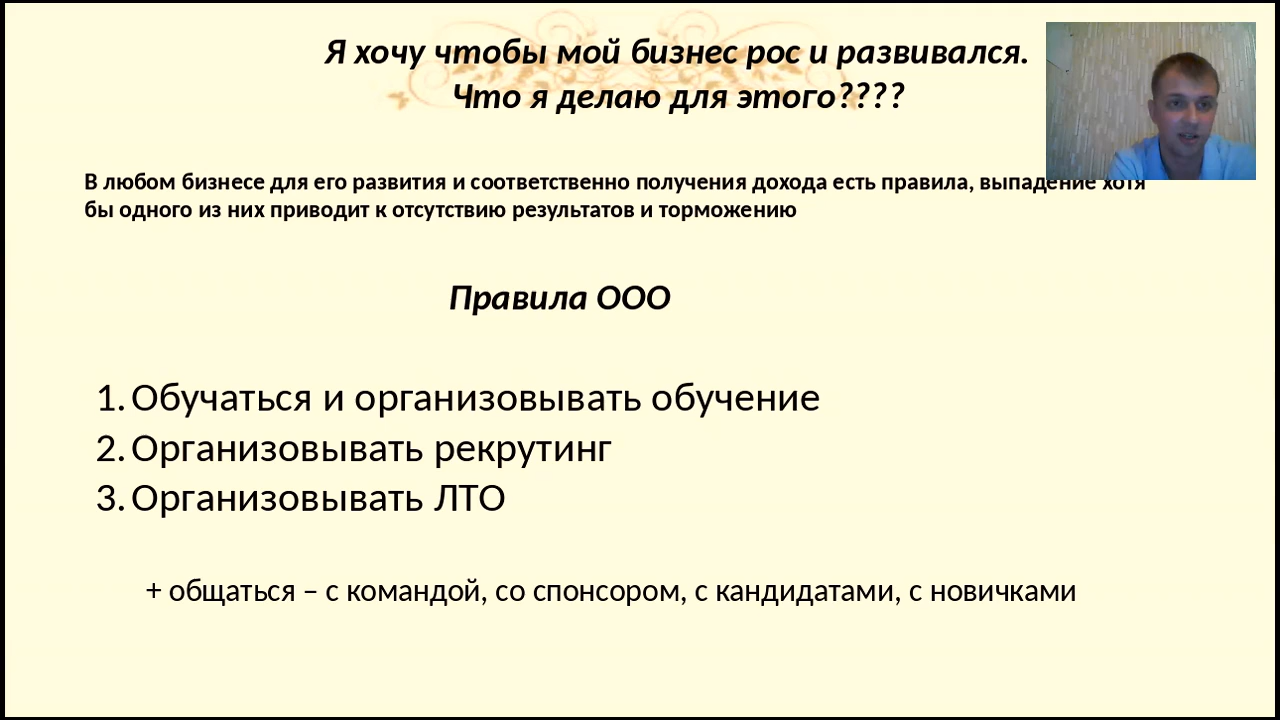 Я хочу чтобы мой бизнес рос и развивался.
Что я делаю для этого????
В любом бизнесе для его развития и соответственно получения дохода есть правила, выпадение хотя
бы одного из них приводит к отсутствию результатов и торможению
Правила ООО
1. Обучаться и организовывать обучение
2. Организовывать рекрутинг
3. Организовывать ЛТО
+ общаться – с командой, со спонсором, с кандидатами, с новичками